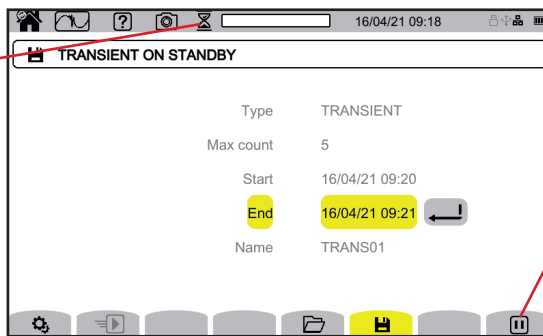 ? 16/04/21 09:18
TRANSIENT ON STANDBY
Type TRANSIENT
Max count 5
Start 16/04/21 09:20
End 16/04/21 09:21
Name TRANS01